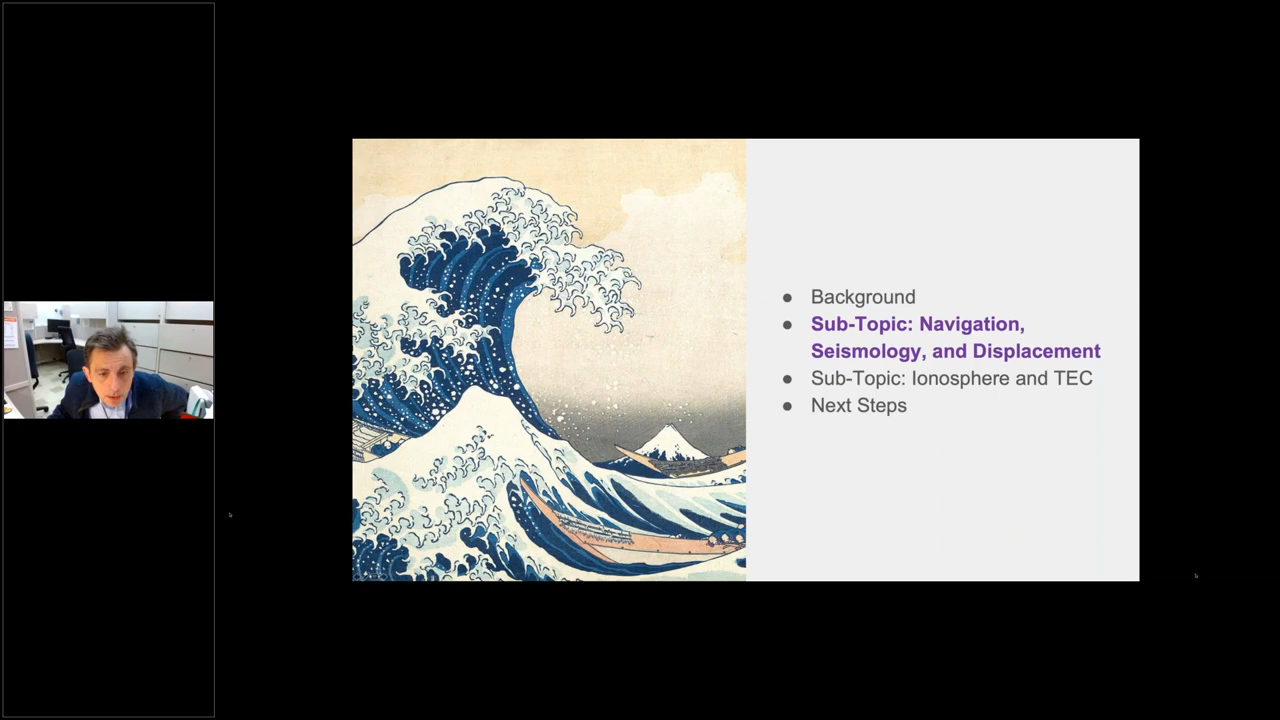 ● Background
● Sub-Topic: Navigation,
Seismology, and Displacement
● Sub-Topic: Ionosphere and TEC
● Next Steps